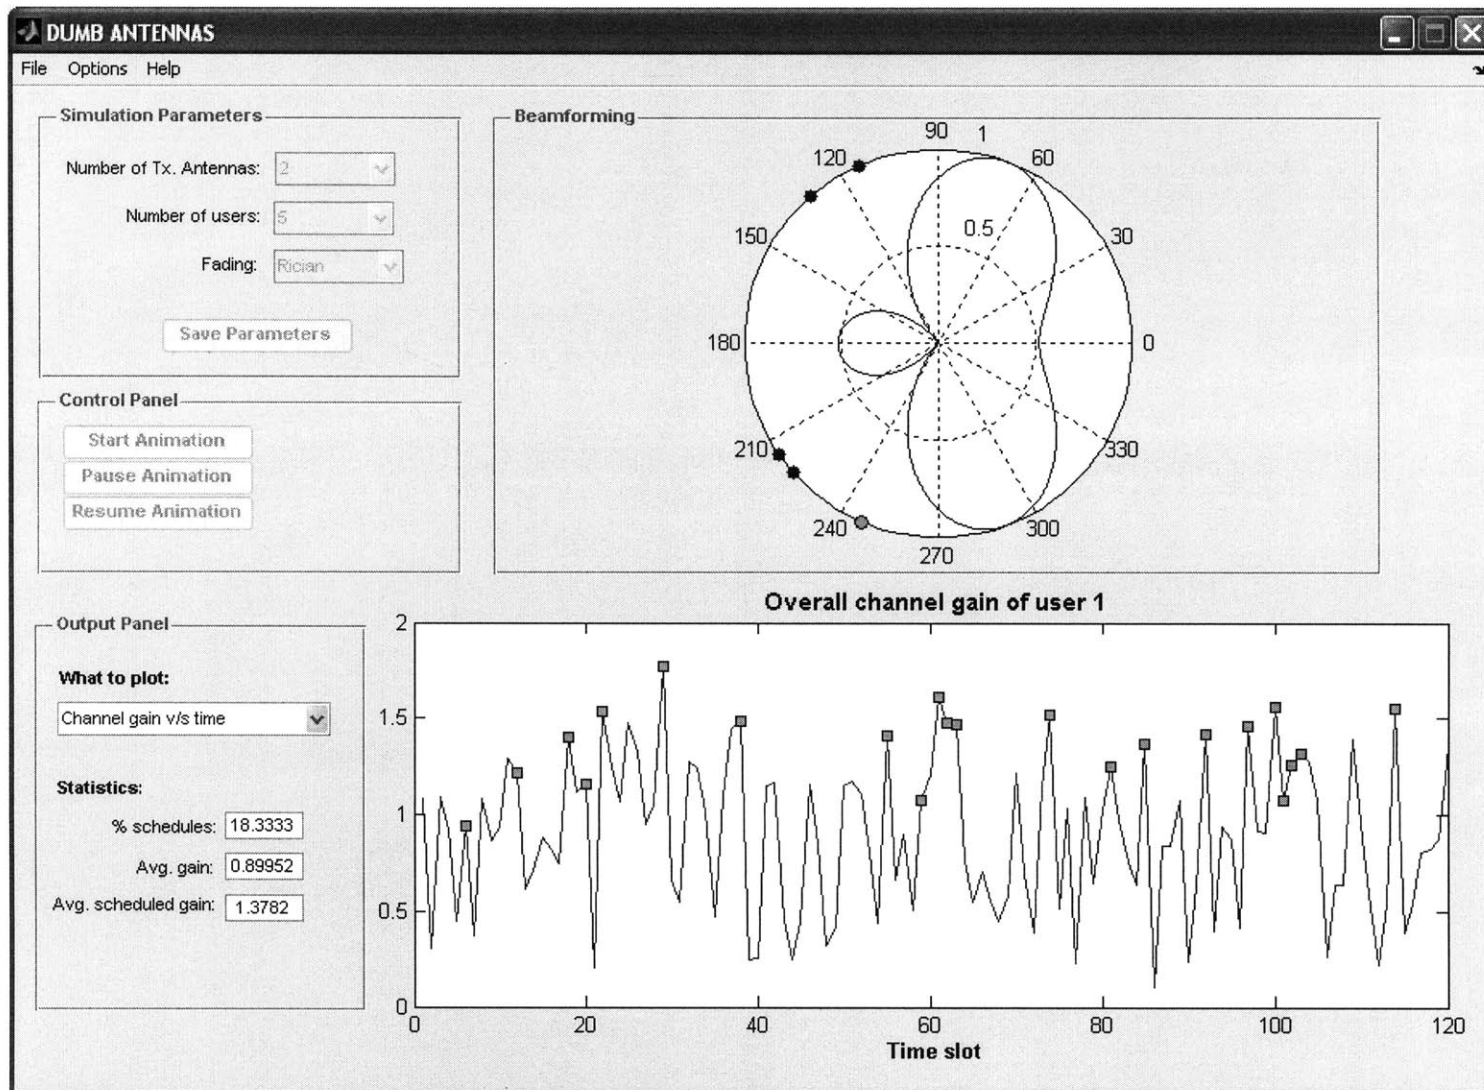 DUMB ANTENNAS
File Options Help
Simulation Parameters
Number of Tx. Antennas: 2
Number of users: 5
Fading: Rician
Save Parameters
Control Panel
Start Animation
Pause Animation
Resume Animation
Beamforming
90
1
120
60
0.5
150
30
180
0
210
330
240
300
270
Output Panel
What to plot:
Channel gain v/s time
Statistics:
% schedules: 18.3333
Avg. gain: 0.89952
Avg. scheduled gain: 1.3782
Overall channel gain of user 1
2
1.5
1
0.5
0
0 20 40 60 80 100 120
Time slot